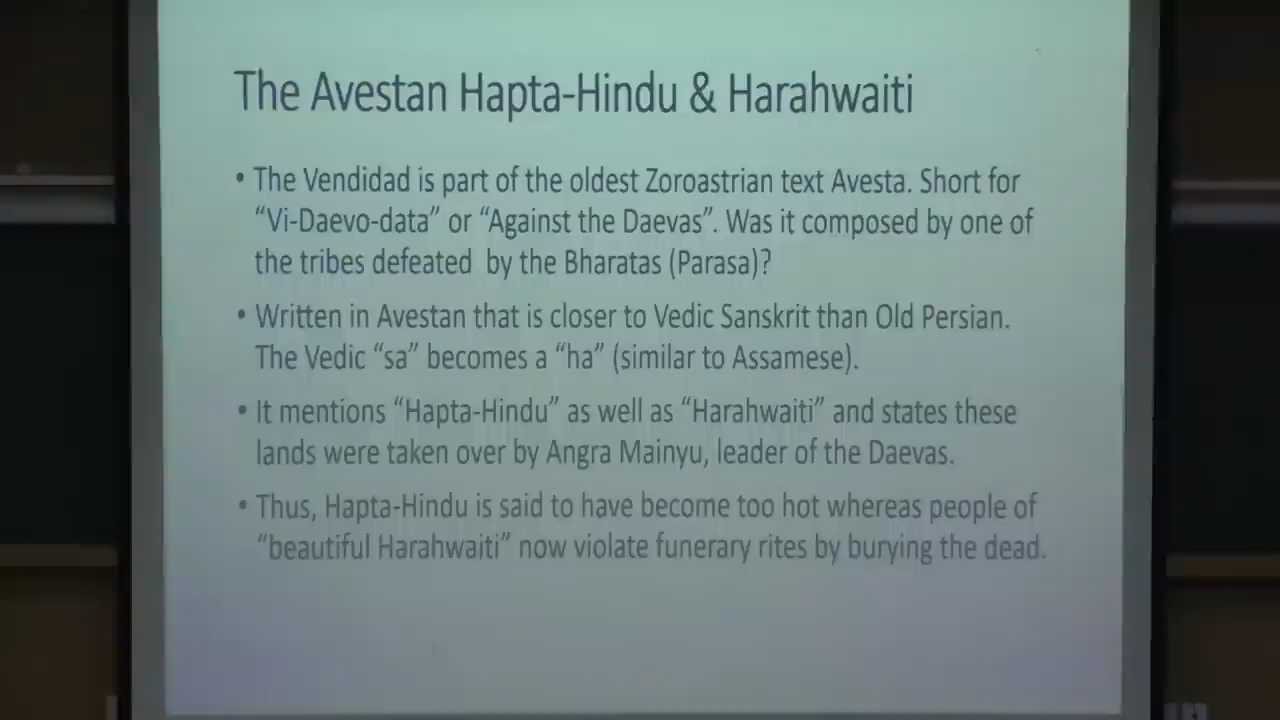 The Avestan Hapta-Hindu & Harahwaiti
• The Vendidad is part of the oldest Zoroastrian text Avesta. Short for
“Vi-Daevo-data” or “Against the Daevas”. Was it composed by one of
the tribes defeated by the Bharatas (Parasa)?
• Written in Avestan that is closer to Vedic Sanskrit than Old Persian.
The Vedic “sa” becomes a “ha” (similar to Assamese).
• It mentions “Hapta-Hindu” as well as “Harahwaiti” and states these
lands were taken over by Angra Mainyu, leader of the Daevas.
• Thus, Hapta-Hindu is said to have become too hot whereas people of
“beautiful Harahwaiti” now violate funerary rites by burying the dead.